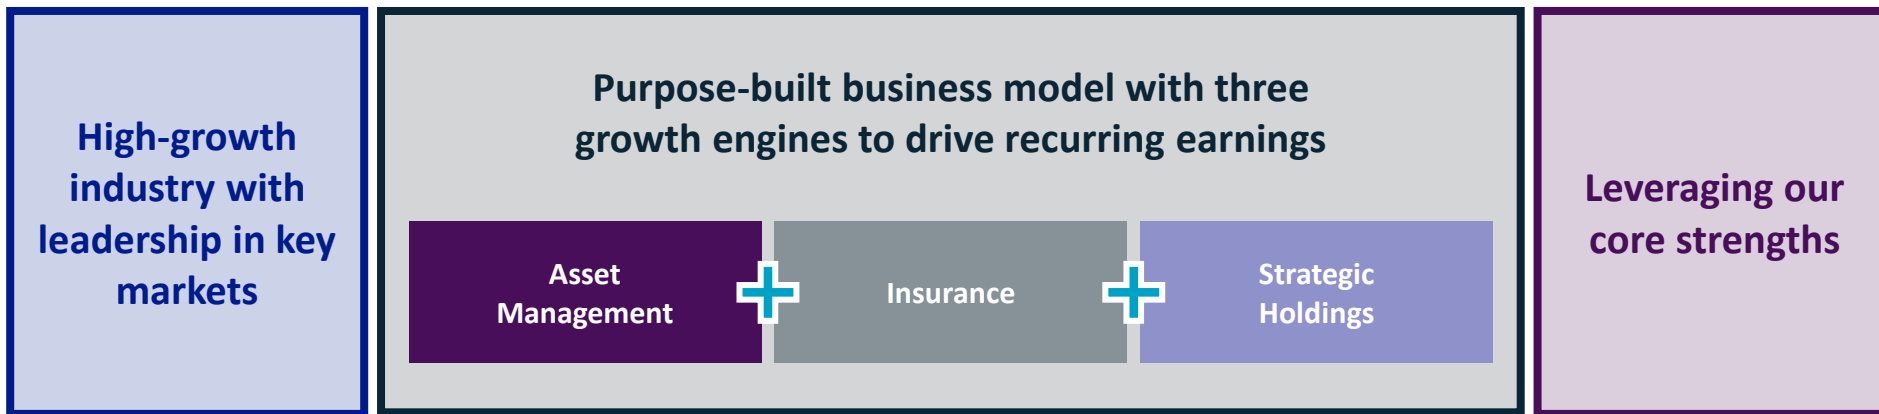 High-growth
industry with
leadership in key
markets
Purpose-built business model with three
growth engines to drive recurring earnings
Asset
Management
Insurance
Strategic
Holdings
Leveraging our
core strengths